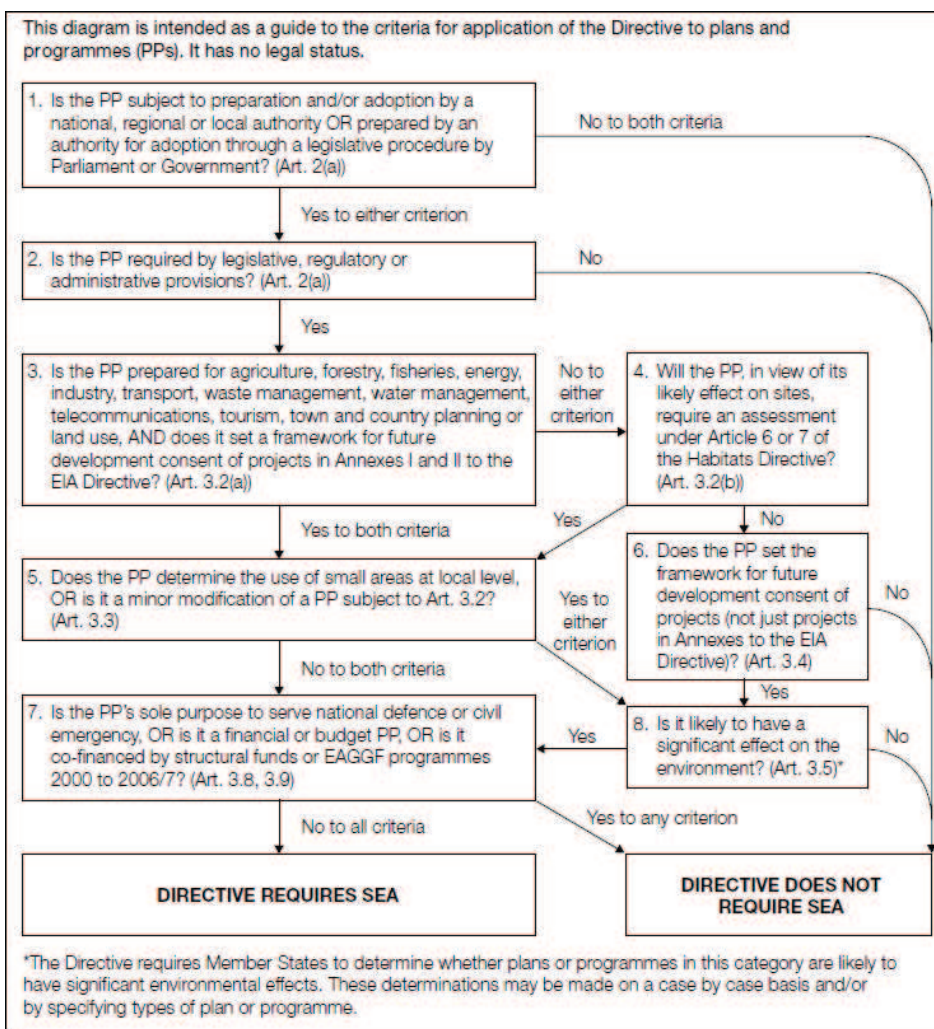 This diagram is intended as a guide to the criteria for application of the Directive to plans and
programmes (PPs). It has no legal status.
1. Is the PP subject to preparation and/or adoption by a
national, regional or local authority OR prepared by an
authority for adoption through a legislative procedure by
Parliament or Government? (Art. 2(a))
No to both criteria
Yes to either criterion
2. Is the PP required by legislative, regulatory or
administrative provisions? (Art. 2(a))
No
Yes
3. Is the PP prepared for agriculture, forestry, fisheries, energy,
industry, transport, waste management, water management,
telecommunications, tourism, town and country planning or
land use, AND does it set a framework for future
development consent of projects in Annexes I and II to the
EIA Directive? (Art. 3.2(a))
No to
either
criterion
4. Will the PP, in view of its
likely effect on sites,
require an assessment
under Article 6 or 7 of
the Habitats Directive?
(Art. 3.2(b))
Yes to both criteria
Yes
No
5. Does the PP determine the use of small areas at local level,
OR is it a minor modification of a PP subject to Art. 3.2?
(Art. 3.3)
Yes to
either
criterion
6. Does the PP set the
framework for future
development consent of
projects (not just projects
in Annexes to the EIA
Directive)? (Art. 3.4)
No
No to both criteria
Yes
7. Is the PP's sole purpose to serve national defence or civil
emergency, OR is it a financial or budget PP, OR is it
co-financed by structural funds or EAGGF programmes
2000 to 2006/7? (Art. 3.8, 3.9)
Yes
8. Is it likely to have a
significant effect on the
environment? (Art. 3.5)*
No
No to all criteria
Yes to any criterion
DIRECTIVE REQUIRES SEA
DIRECTIVE DOES NOT
REQUIRE SEA
*The Directive requires Member States to determine whether plans or programmes in this category are likely to
have significant environmental effects. These determinations may be made on a case by case basis and/or
by specifying types of plan or programme.